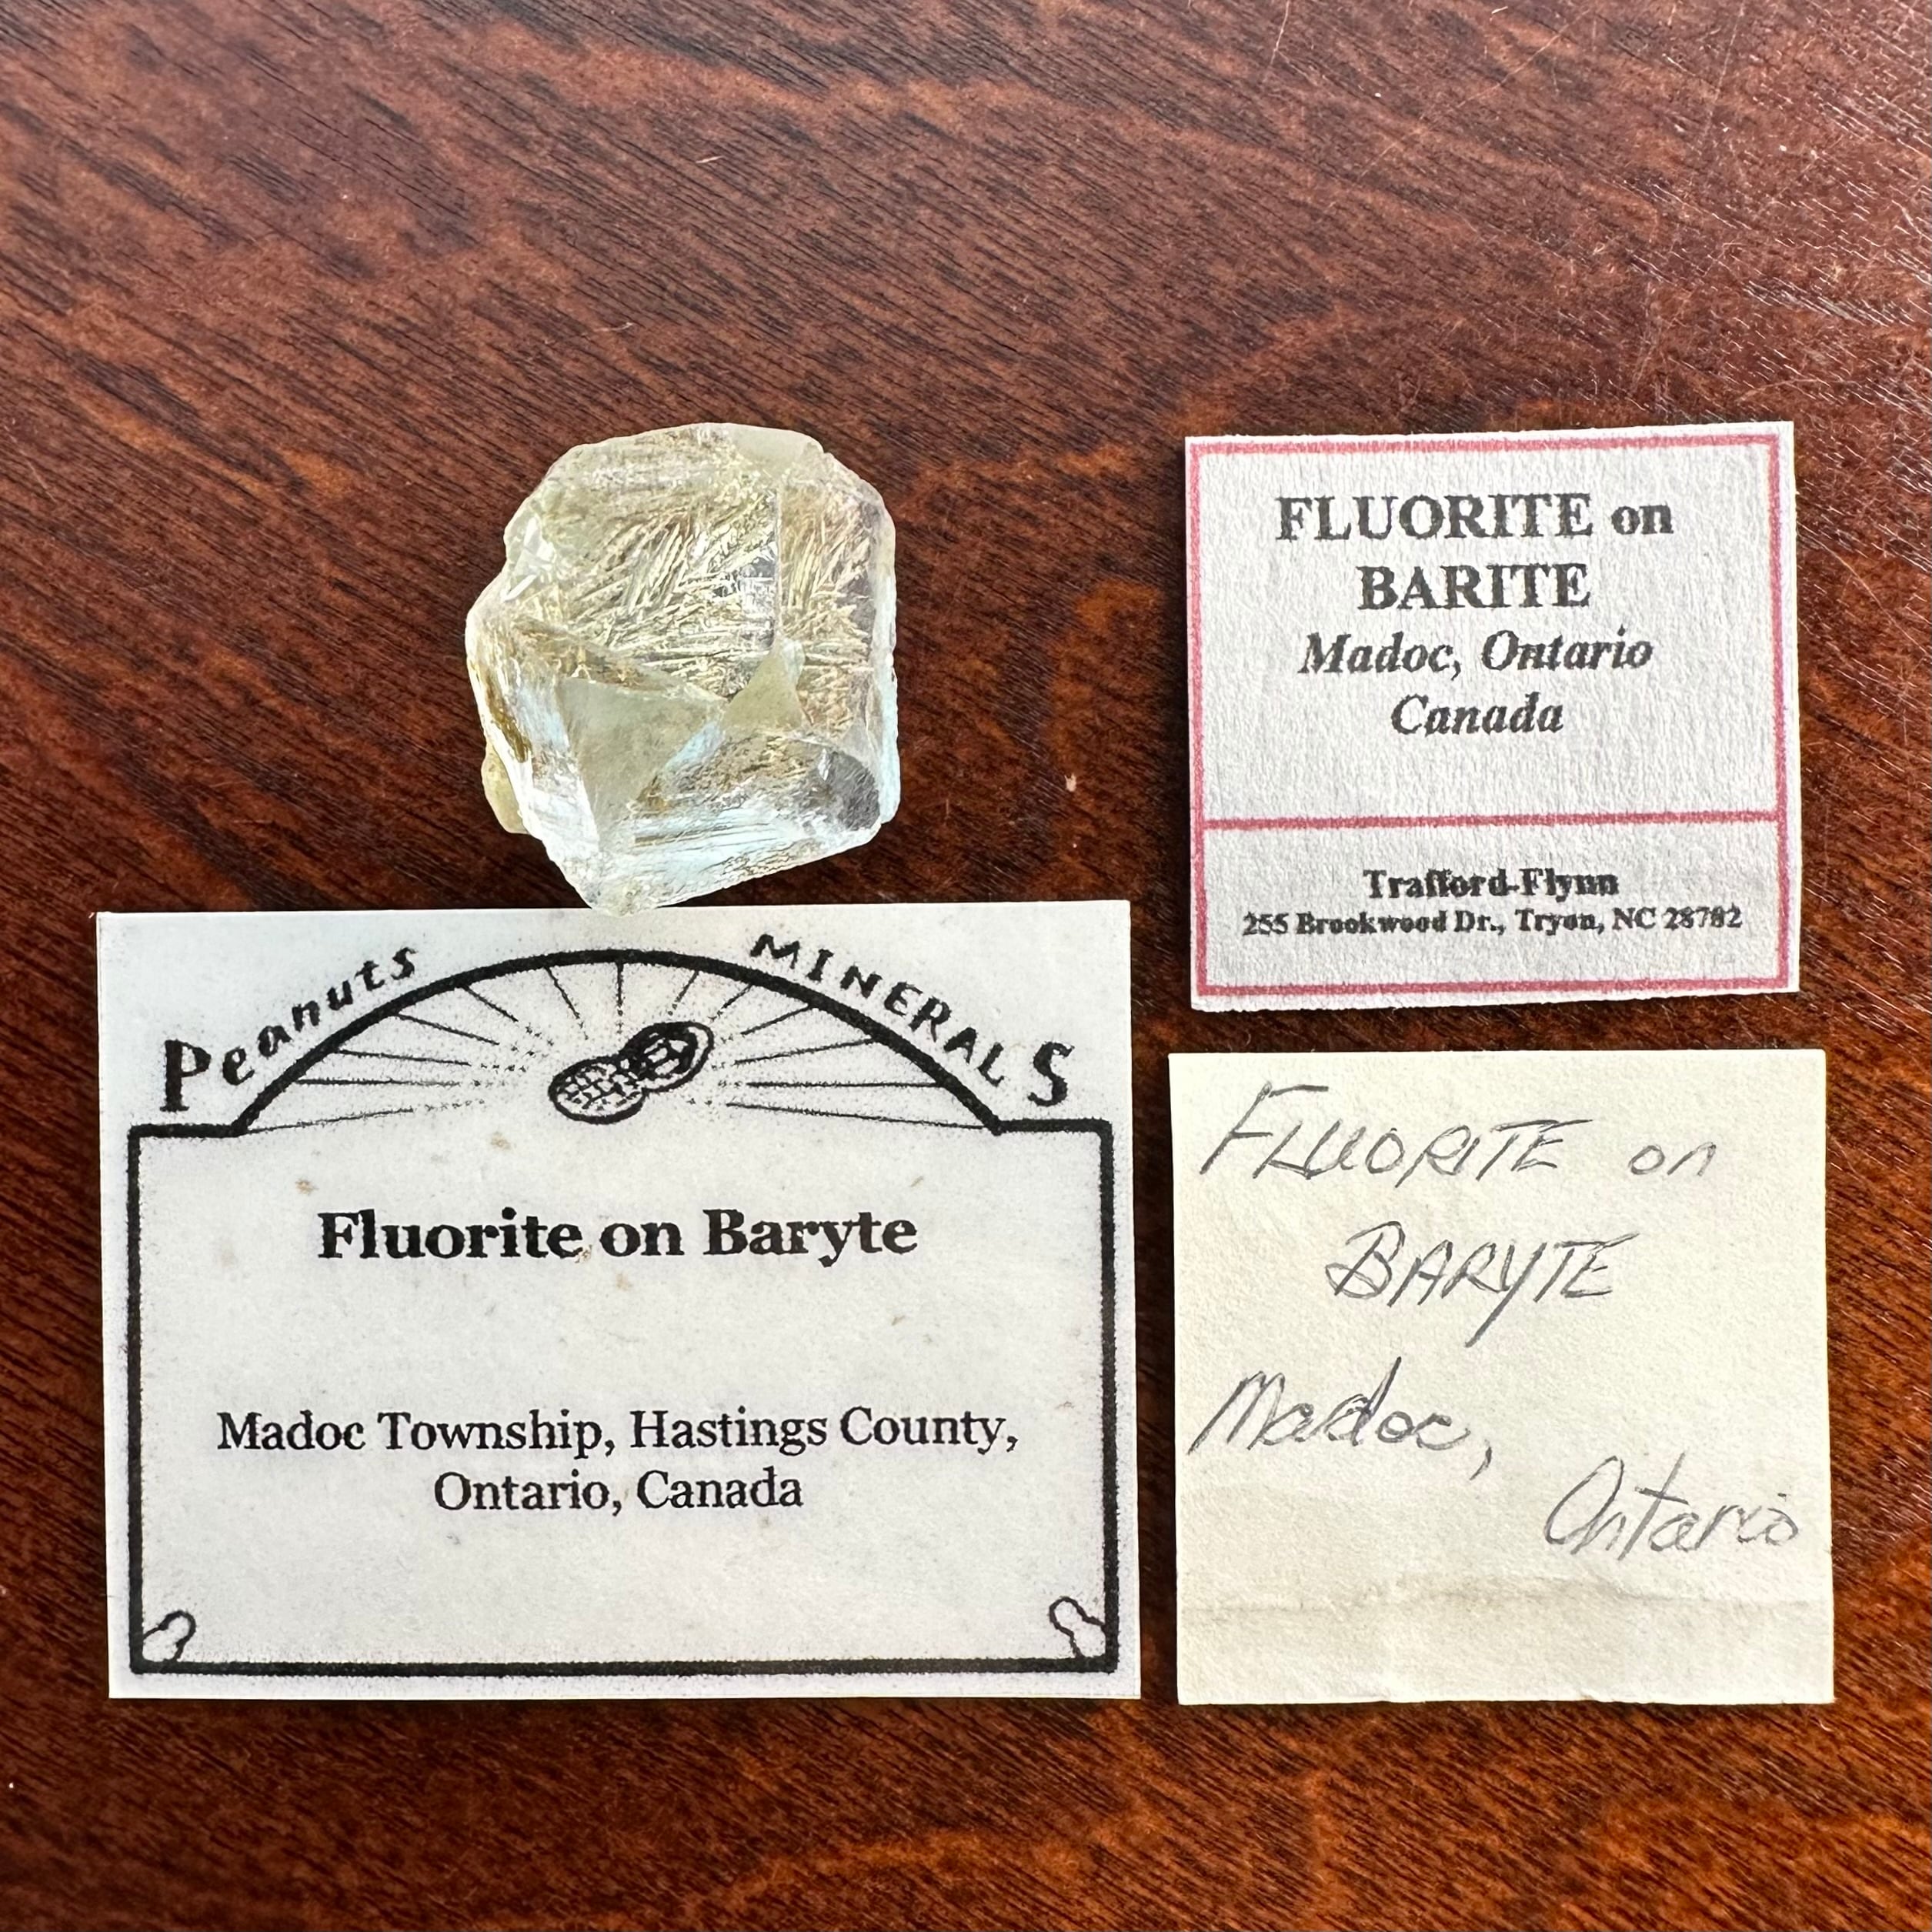 FLUORITE on
BARITE
Madoc, Ontario
Canada
Trafford-Flynn
255 Brookwood Dr., Tryon, NC 28782
Peanuts MINERALS
Fluorite on Baryte
Madoc Township, Hastings County,
Ontario, Canada
FLUORITE on
BARYTE
Madoc,
Ontario